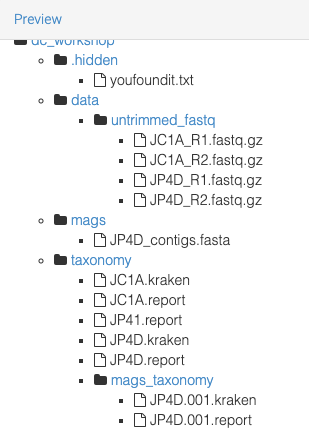 Preview
dc_workshop
.hidden
youfoundit.txt
data
untrimmed_fastq
JC1A_R1.fastq.gz
JC1A_R2.fastq.gz
JP4D_R1.fastq.gz
JP4D_R2.fastq.gz
mags
JP4D_contigs.fasta
taxonomy
JC1A.kraken
JC1A.report
JP41.report
JP4D.kraken
JP4D.report
mags_taxonomy
JP4D.001.kraken
JP4D.001.report